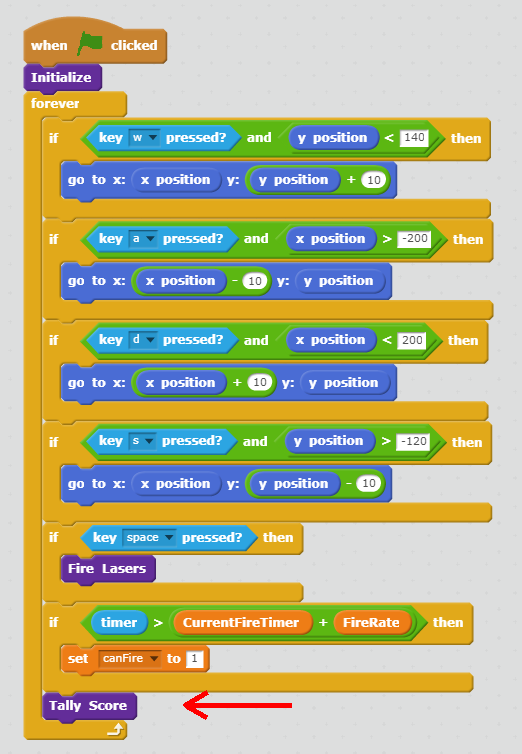 when clicked
Initialize
forever
if key w pressed? and y position < 140 then
go to x: x position y: y position + 10
if key a pressed? and x position > -200 then
go to x: x position - 10 y: y position
if key d pressed? and x position < 200 then
go to x: x position + 10 y: y position
if key s pressed? and y position > -120 then
go to x: x position y: y position - 10
if key space pressed? then
Fire Lasers
if timer > CurrentFireTimer + FireRate then
set canFire to 1
Tally Score